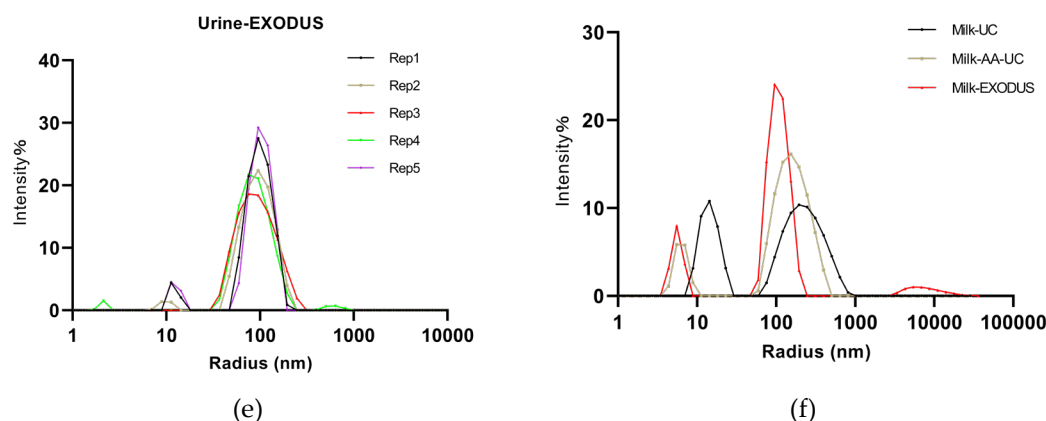 Urine-EXODUS
Rep1
Rep2
Rep3
Rep4
Rep5
Intensity%
40
30
20
10
0
1
10
100
1000
10000
Radius (nm)
(e)
Milk-UC
Milk-AA-UC
Milk-EXODUS
Intensity%
30
20
10
0
1
10
100
1000
10000
100000
Radius (nm)
(f)